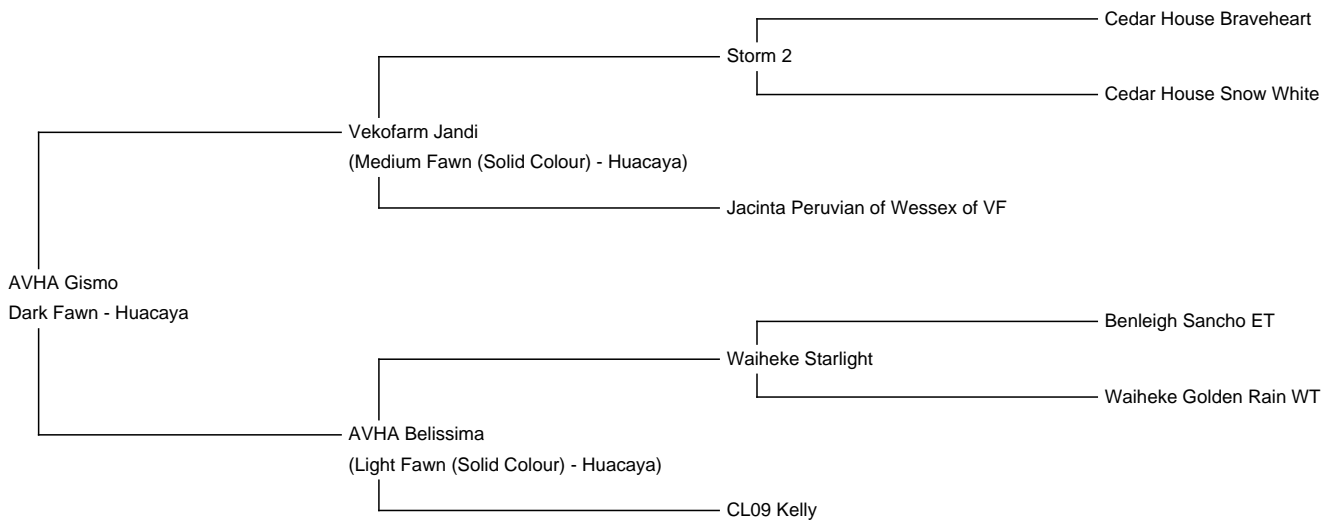 Cedar House Braveheart
Storm 2
Cedar House Snow White
Vekofarm Jandi
(Medium Fawn (Solid Colour) - Huacaya)
Jacinta Peruvian of Wessex of VF
AVHA Gismo
Dark Fawn - Huacaya
Benleigh Sancho ET
Waiheke Starlight
Waiheke Golden Rain WT
AVHA Belissima
(Light Fawn (Solid Colour) - Huacaya)
CL09 Kelly